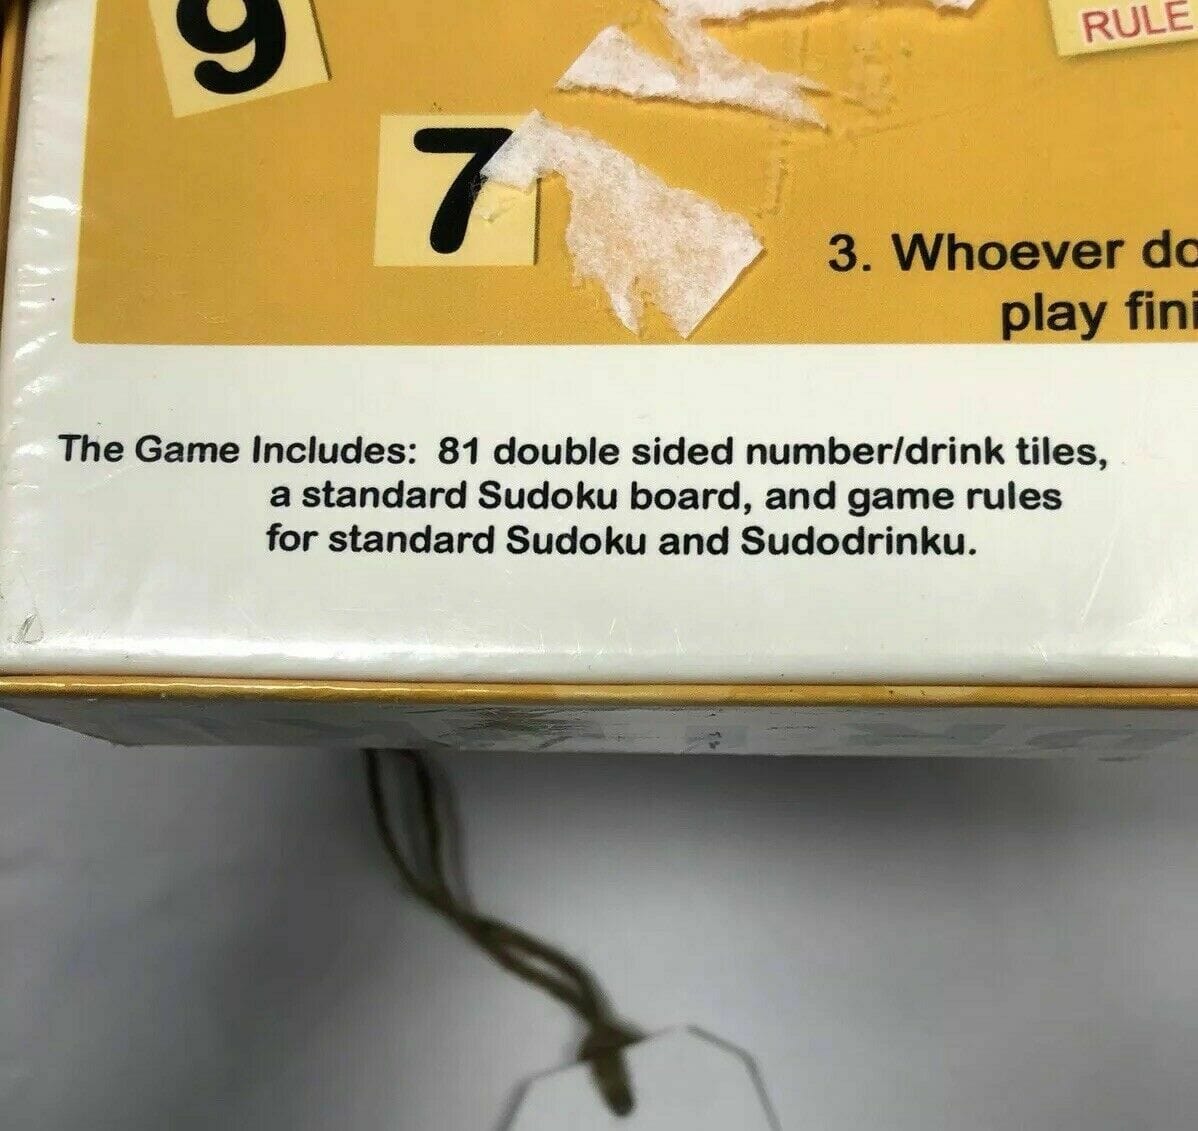 9
RULE
7
3. Whoever do
play fini
The Game Includes: 81 double sided number/drink tiles,
a standard Sudoku board, and game rules
for standard Sudoku and Sudodrinku.